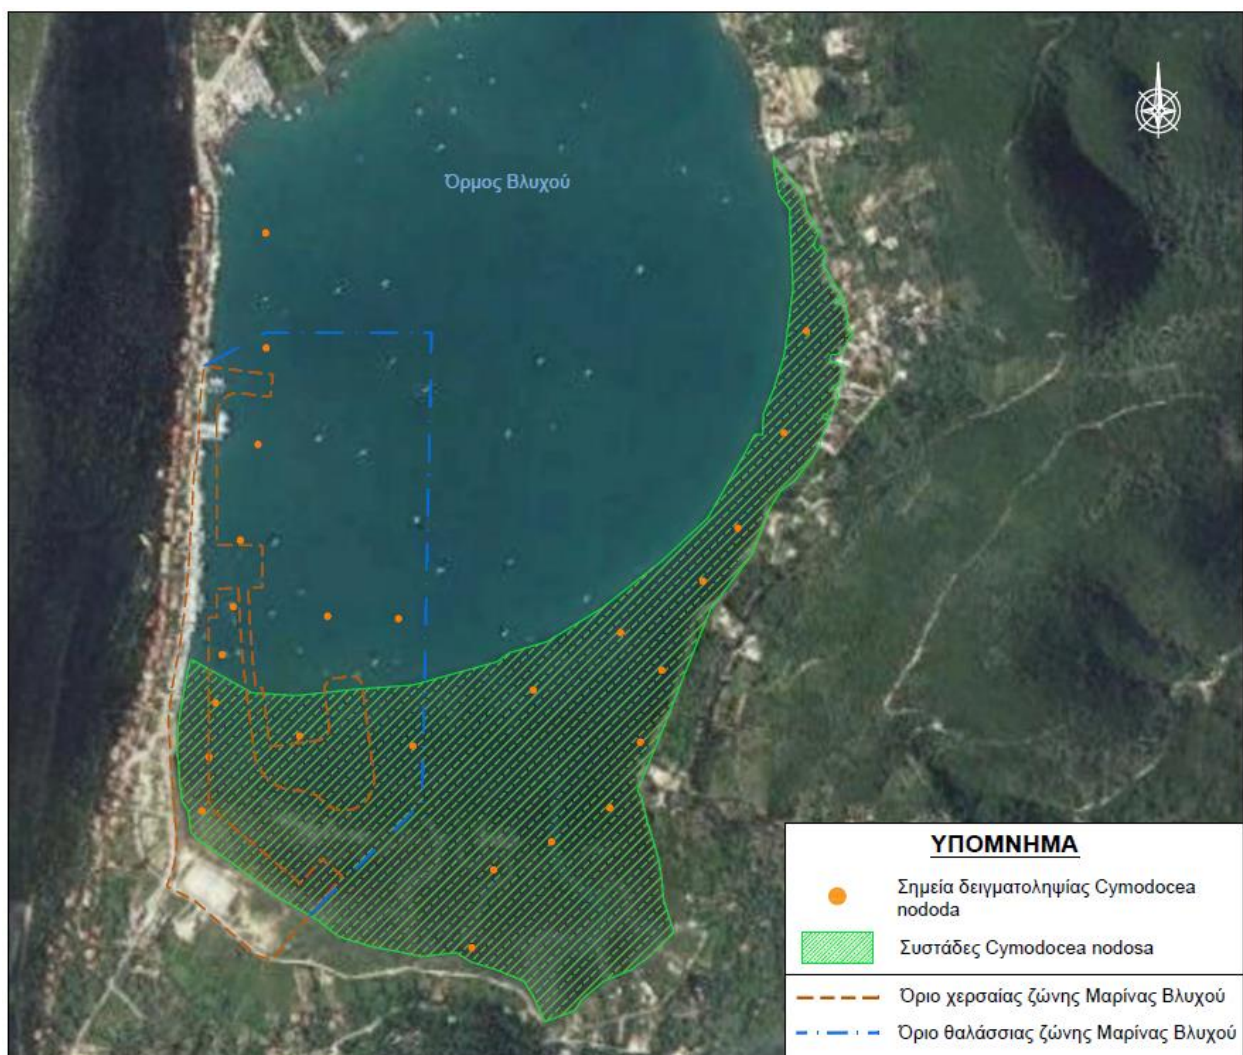 Όρμος Βλυχού
ΥΠΟΜΝΗΜΑ
Σημεία δειγματοληψίας Cymodocea
nododa
Συστάδες Cymodocea nodosa
Όριο χερσαίας ζώνης Μαρίνας Βλυχού
Όριο θαλάσσιας ζώνης Μαρίνας Βλυχού